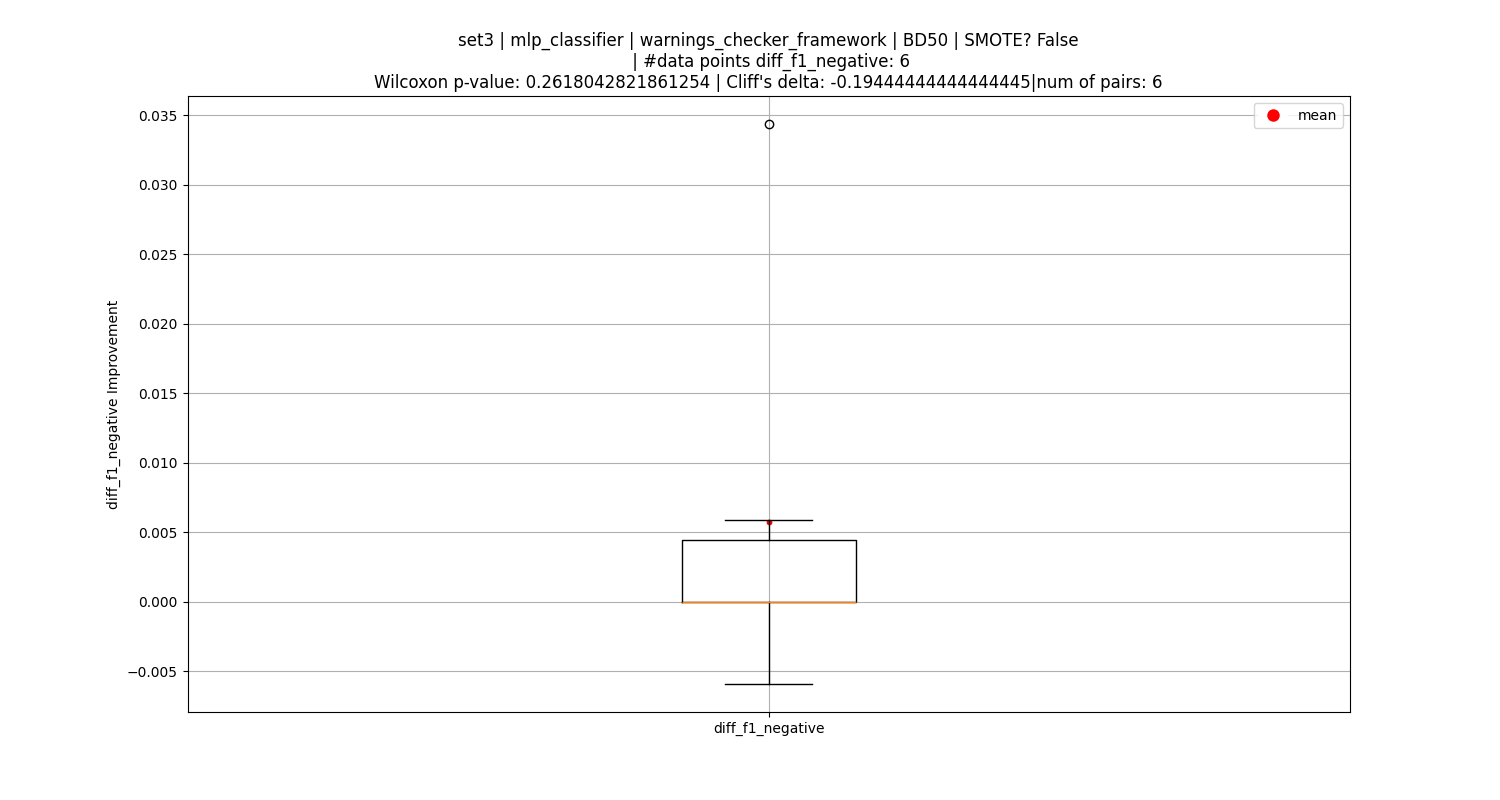 set3 | mlp_classifier | warnings_checker_framework | BD50 | SMOTE? False
| #data points diff_f1_negative: 6
Wilcoxon p-value: 0.2618042821861254 | Cliff's delta: -0.19444444444444445|num of pairs: 6
mean
0.035
0.030
0.025
0.020
0.015
0.010
0.005
0.000
−0.005
diff_f1_negative Improvement
diff_f1_negative